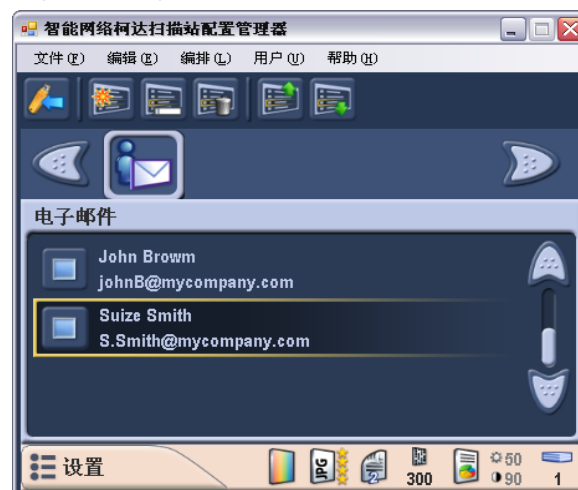 智能网络柯达扫描站配置管理器
文件(F) 编辑(E) 编排(L) 用户(U) 帮助(H)
电子邮件
John Browm
johnB@mycompany.com
Suize Smith
S.Smith@mycompany.com
设置
JPG
2
300
50
90
1